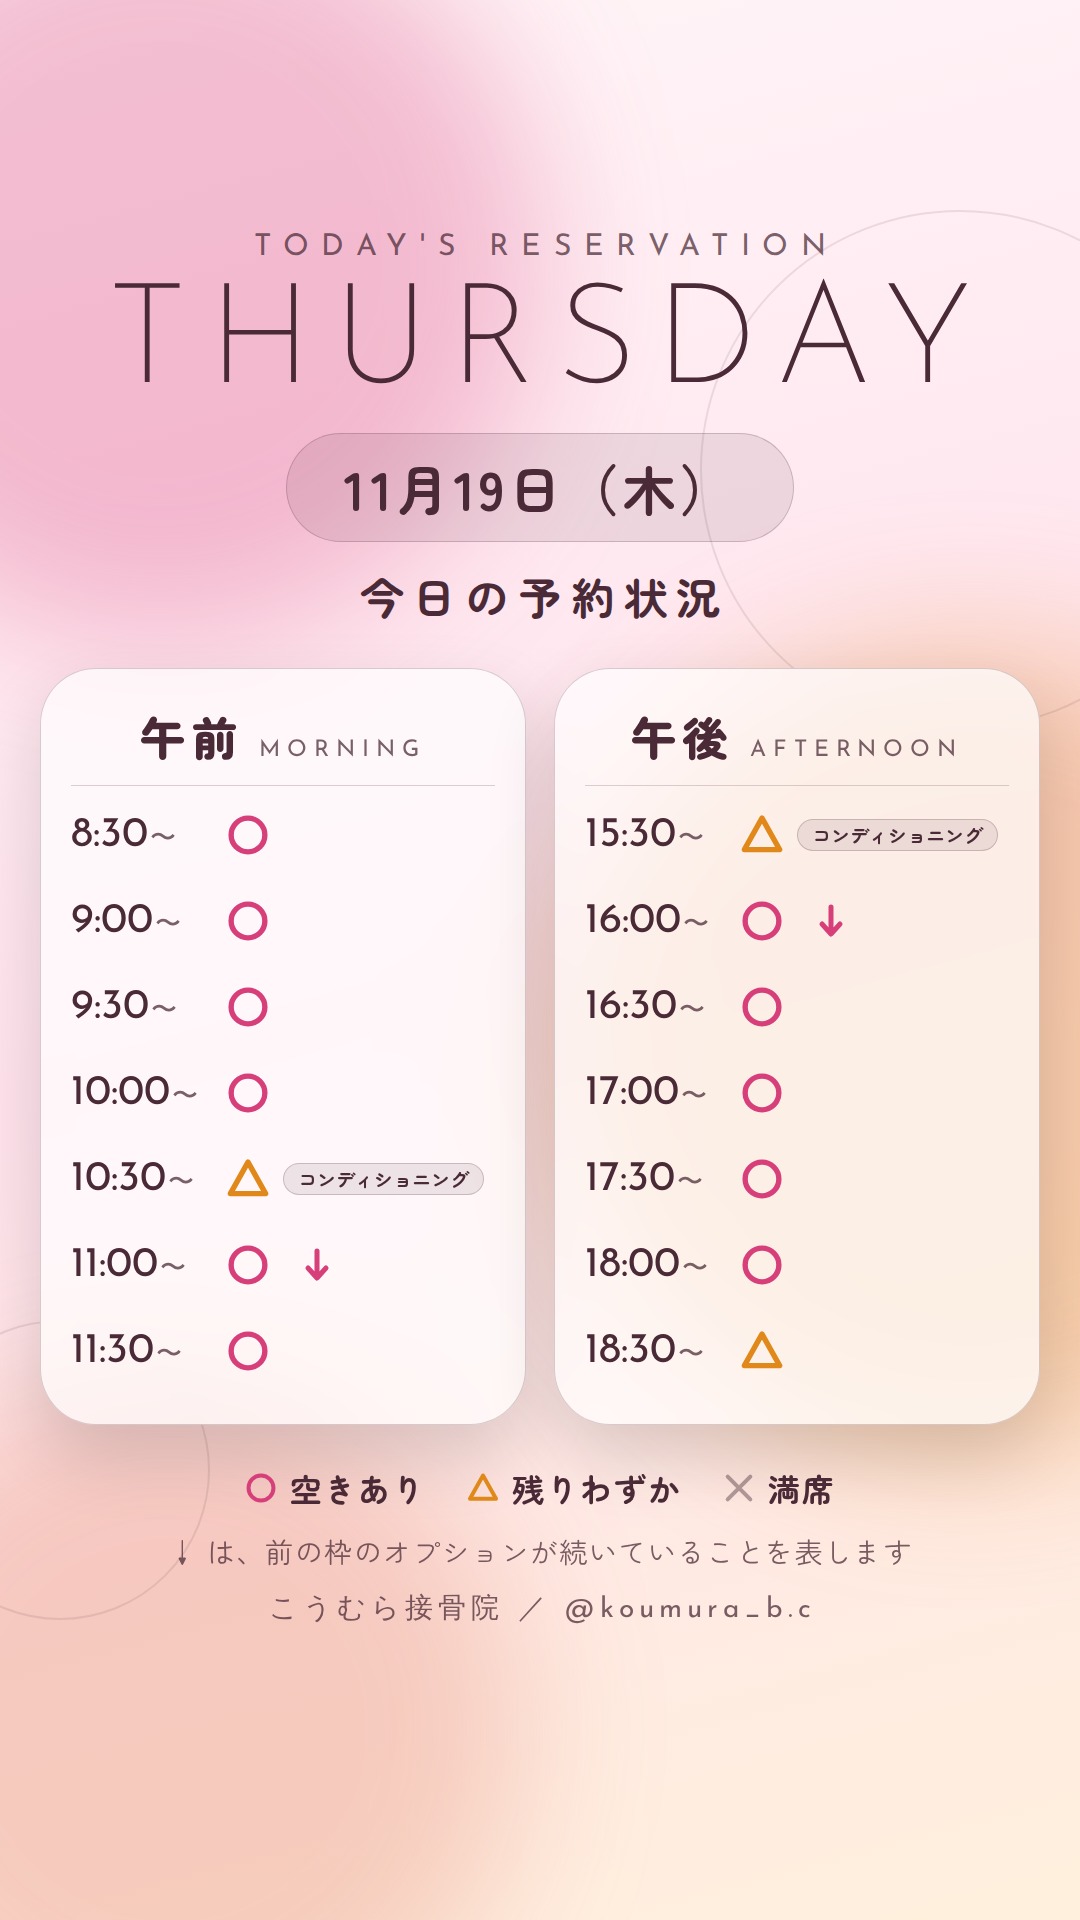 TODAY'S RESERVATION
THURSDAY
11月19日（木）
今日の予約状況
午前 MORNING
8:30〜 ○
9:00〜 ○
9:30〜 ○
10:00〜 ○
10:30〜 △ コンディショニング
11:00〜 ○ ↓
11:30〜 ○
午後 AFTERNOON
15:30〜 △ コンディショニング
16:00〜 ○ ↓
16:30〜 ○
17:00〜 ○
17:30〜 ○
18:00〜 ○
18:30〜 △
○ 空きあり △ 残りわずか × 満席
↓ は、前の枠のオプションが続いていることを表します
こうむら接骨院 ／ @koumura_b.c